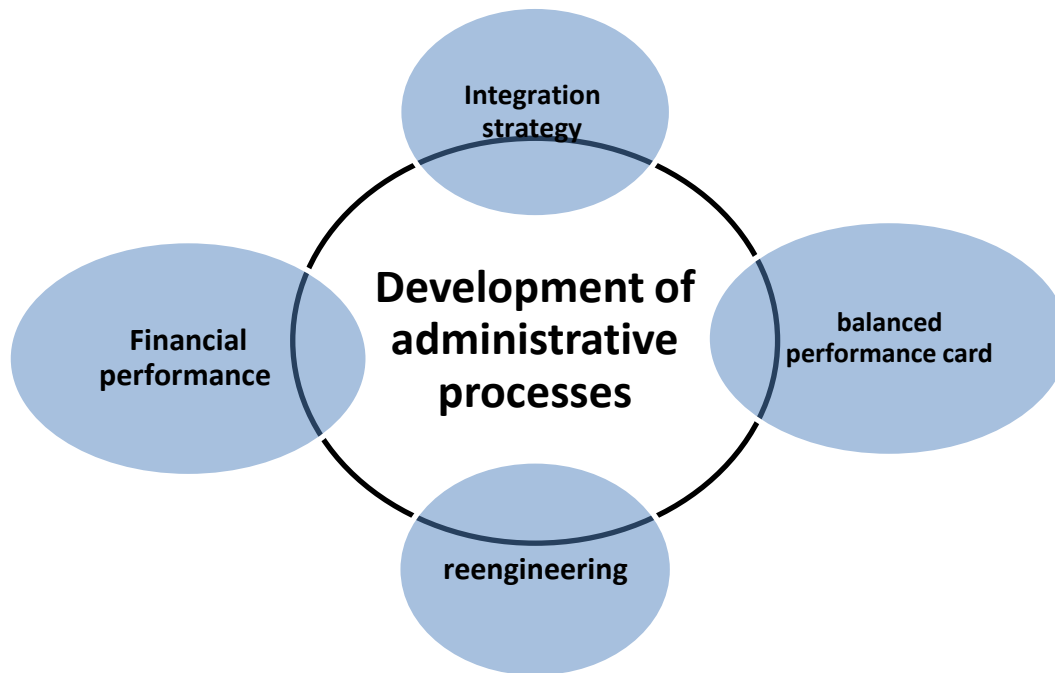 Integration
strategy
Development of
administrative
processes
balanced
performance card
Financial
performance
reengineering